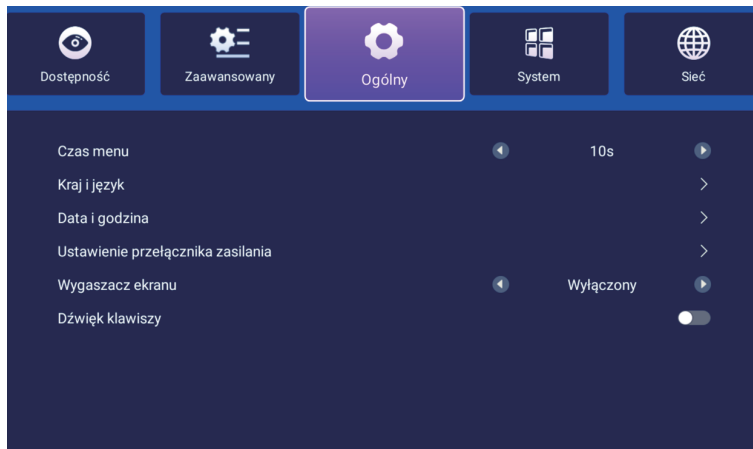 Dostępność
Zaawansowany
Ogólny
System
Sieć
Czas menu 10s
Kraj i język
Data i godzina
Ustawienie przełącznika zasilania
Wygaszacz ekranu Wyłączony
Dźwięk klawiszy